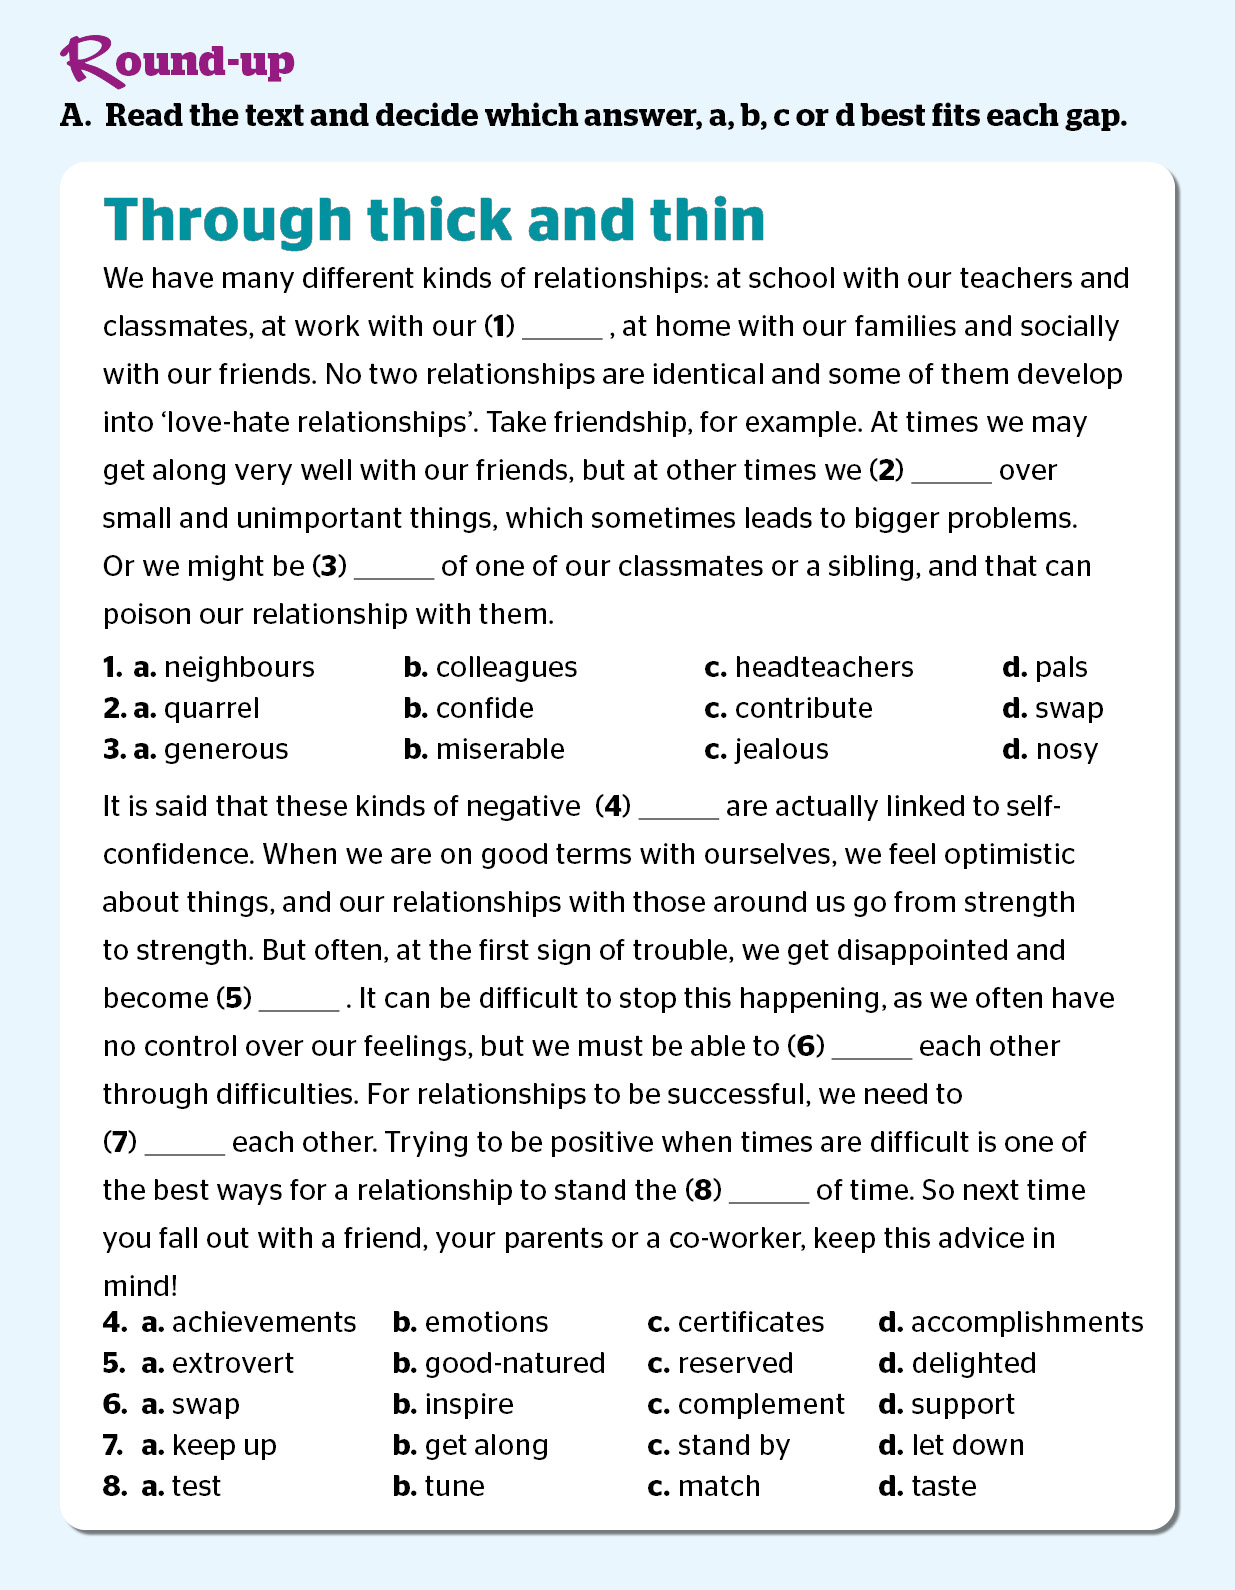 Round-up
A. Read the text and decide which answer, a, b, c or d best fits each gap.
Through thick and thin
We have many different kinds of relationships: at school with our teachers and
classmates, at work with our (1) ______ , at home with our families and socially
with our friends. No two relationships are identical and some of them develop
into ‘love-hate relationships’. Take friendship, for example. At times we may
get along very well with our friends, but at other times we (2) ______ over
small and unimportant things, which sometimes leads to bigger problems.
Or we might be (3) ______ of one of our classmates or a sibling, and that can
poison our relationship with them.
1. a. neighbours b. colleagues c. headteachers d. pals
2. a. quarrel b. confide c. contribute d. swap
3. a. generous b. miserable c. jealous d. nosy
It is said that these kinds of negative (4) ______ are actually linked to self-
confidence. When we are on good terms with ourselves, we feel optimistic
about things, and our relationships with those around us go from strength
to strength. But often, at the first sign of trouble, we get disappointed and
become (5) ______ . It can be difficult to stop this happening, as we often have
no control over our feelings, but we must be able to (6) ______ each other
through difficulties. For relationships to be successful, we need to
(7) ______ each other. Trying to be positive when times are difficult is one of
the best ways for a relationship to stand the (8) ______ of time. So next time
you fall out with a friend, your parents or a co-worker, keep this advice in
mind!
4. a. achievements b. emotions c. certificates d. accomplishments
5. a. extrovert b. good-natured c. reserved d. delighted
6. a. swap b. inspire c. complement d. support
7. a. keep up b. get along c. stand by d. let down
8. a. test b. tune c. match d. taste